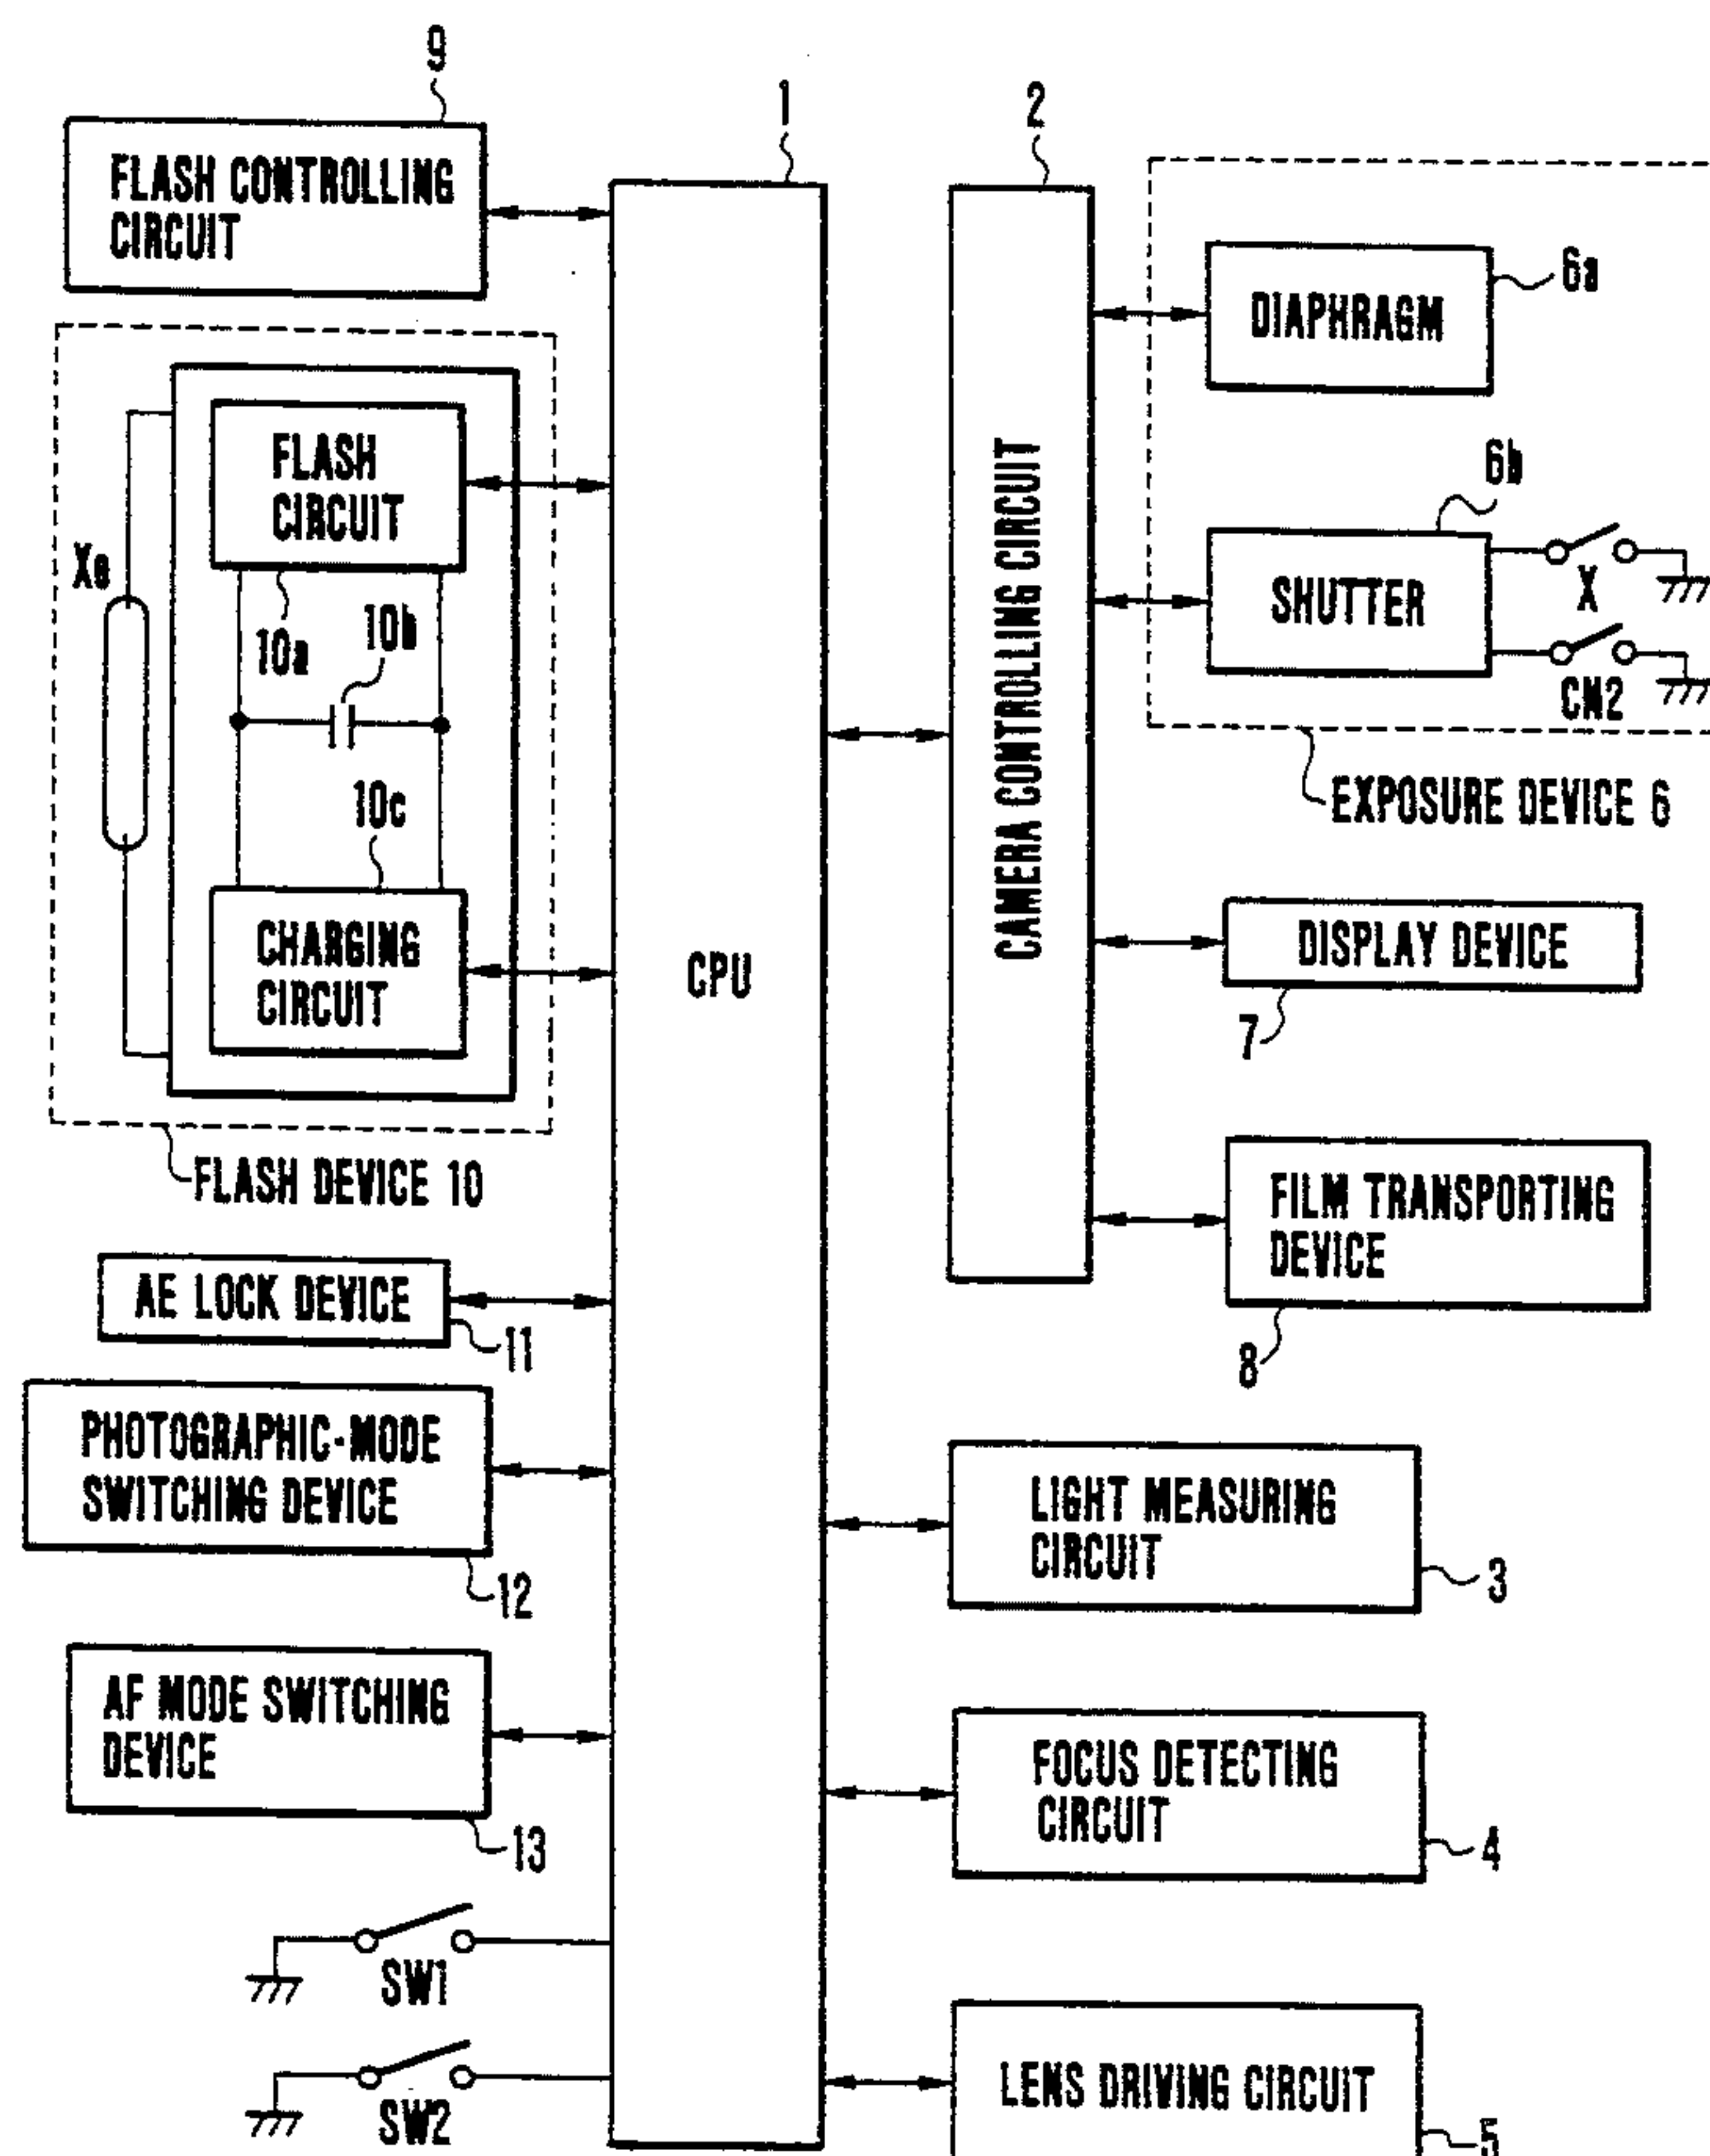 9
FLASH CONTROLLING
CIRCUIT
1
2
DIAPHRAGM
6a
FLASH
CIRCUIT
Xe
10a
10b
10c
CHARGING
CIRCUIT
FLASH DEVICE 10
CPU
CAMERA CONTROLLING CIRCUIT
6b
SHUTTER
X
CN2
EXPOSURE DEVICE 6
DISPLAY DEVICE
7
FILM TRANSPORTING
DEVICE
8
AE LOCK DEVICE
11
PHOTOGRAPHIC-MODE
SWITCHING DEVICE
12
AF MODE SWITCHING
DEVICE
13
SW1
SW2
LIGHT MEASURING
CIRCUIT
3
FOCUS DETECTING
CIRCUIT
4
LENS DRIVING CIRCUIT
5